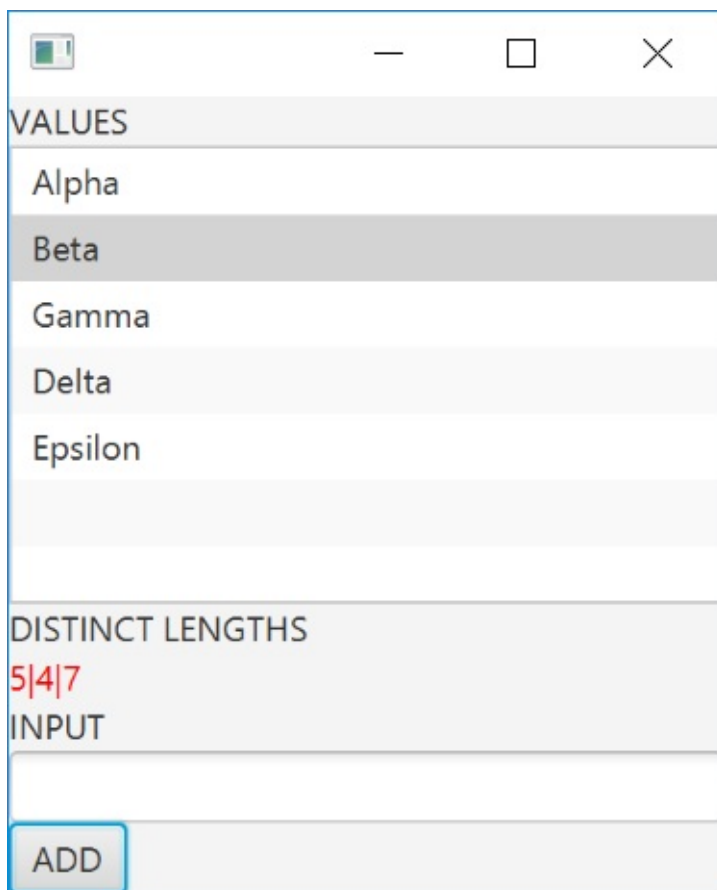 VALUES
Alpha
Beta
Gamma
Delta
Epsilon
DISTINCT LENGTHS
5|4|7
INPUT
ADD